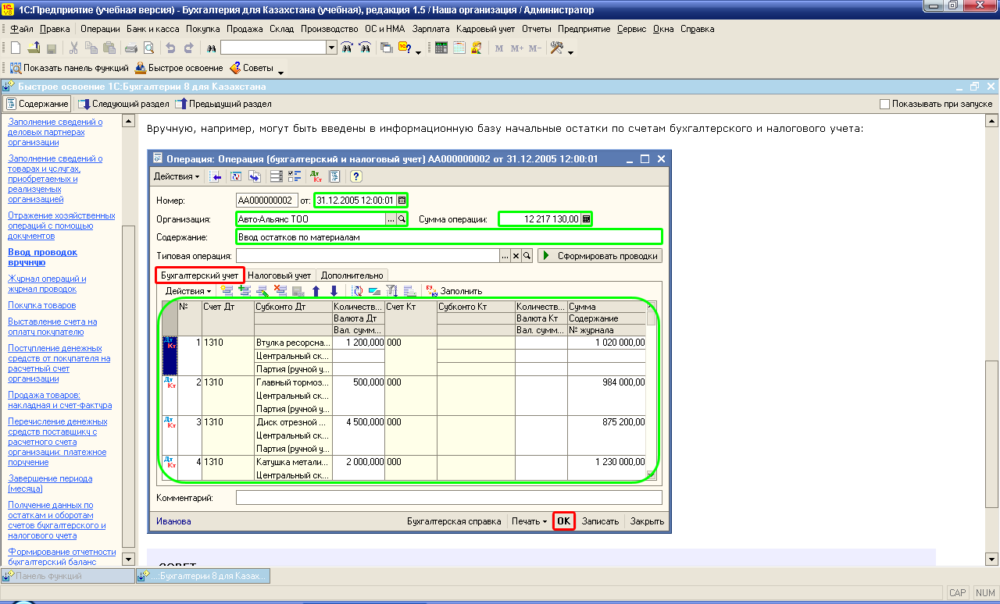 1С:Предприятие (учебная версия) - Бухгалтерия для Казахстана (учебная), редакция 1.5 / Наша организация / Администратор
Файл Правка Операции Банк и касса Покупка Продажа Склад Производство ОС и НМА Зарплата Кадровый учет Отчеты Предприятие Сервис Окна Справка
M M+ M-
Показать панель функций Быстрое освоение Советы
Быстрое освоение 1С:Бухгалтерии 8 для Казахстана
Содержание Следующий раздел Предыдущий раздел Показывать при запуске
Заполнение сведений о
деловых партнерах
организации
Заполнение сведений о
товарах и услугах,
приобретаемых и
реализуемых
организацией
Отражение хозяйственных
операций с помощью
документов
Ввод проводок
вручную
Журнал операций и
журнал проводок
Покупка товаров
Выставление счета на
оплату покупателю
Поступление денежных
средств от покупателя на
расчетный счет
организации
Продажа товаров:
накладная и счет-фактура
Перечисление денежных
средств поставщику с
расчетного счета
организации: платежное
поручение
Завершение периода
(месяца)
Получение данных по
остаткам и оборотам
счетов бухгалтерского и
налогового учета
Формирование отчетности
бухгалтерский баланс
Вручную, например, могут быть введены в информационную базу начальные остатки по счетам бухгалтерского и налогового учета:
Операция: Операция (бухгалтерский и налоговый учет) АА000000002 от 31.12.2005 12:00:01
Действия
Номер: АА000000002 от: 31.12.2005 12:00:01
Организация: Авто-Альянс ТОО ... Сумма операции: 12 217 130,00
Содержание: Ввод остатков по материалам
Типовая операция: ... Сформировать проводки
Бухгалтерский учет Налоговый учет Дополнительно
Действия Заполнить
№ Счет Дт Субконто Дт Количеств... Счет Кт Субконто Кт Количеств... Сумма
Валюта Дт Валюта Кт Содержание
Вал. сумм... Вал. сумм... № журнала
1 1310 Втулка ресорсна... 1 200,000 000 1 020 000,00
Центральный ск...
Партия (ручной у...
2 1310 Главный тормоз... 500,000 000 984 000,00
Центральный ск...
Партия (ручной у...
3 1310 Диск отрезной ... 4 500,000 000 875 200,00
Центральный ск...
Партия (ручной у...
4 1310 Катушка метали... 2 000,000 000 1 230 000,00
Центральный ск...
Комментарий:
Иванова Бухгалтерская справка Печать OK Записать Закрыть
СОВЕТ
Панель функций ...:Бухгалтерии 8 для Казах...
CAP NUM